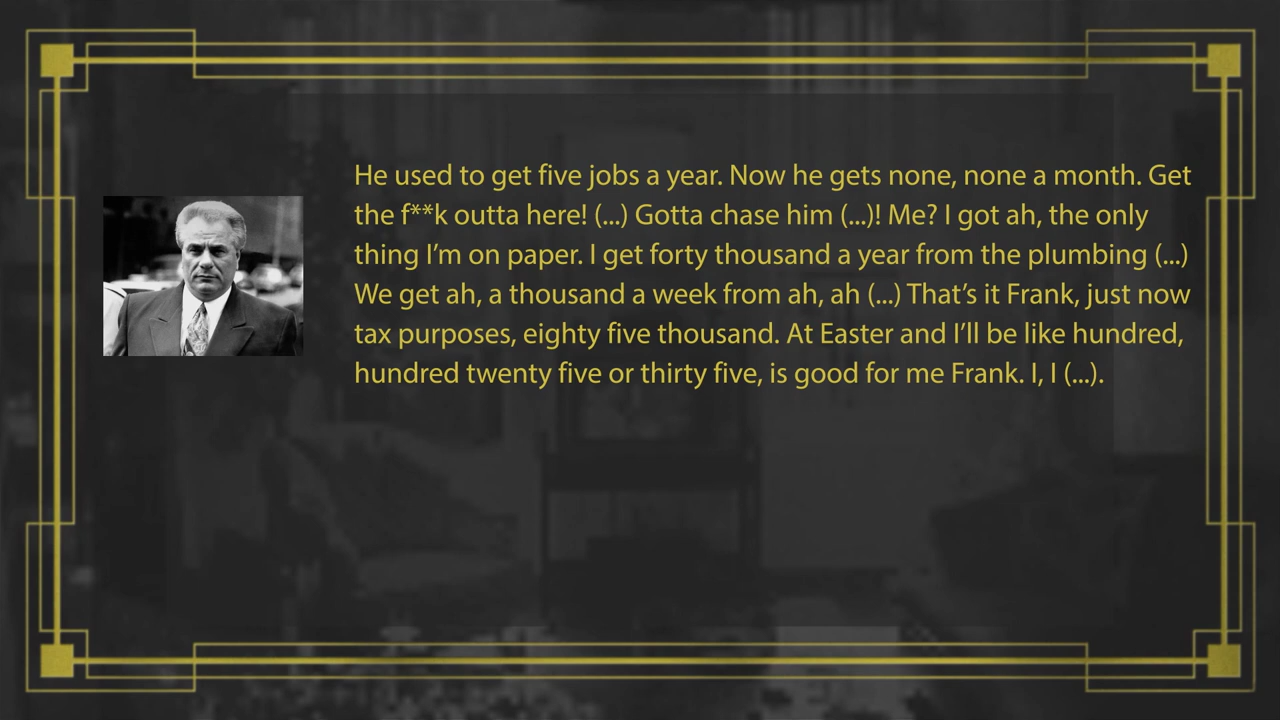 He used to get five jobs a year. Now he gets none, none a month. Get
the f**k outta here! (...) Gotta chase him (...)! Me? I got ah, the only
thing I’m on paper. I get forty thousand a year from the plumbing (...)
We get ah, a thousand a week from ah, ah (...) That’s it Frank, just now
tax purposes, eighty five thousand. At Easter and I’ll be like hundred,
hundred twenty five or thirty five, is good for me Frank. I, I (...).